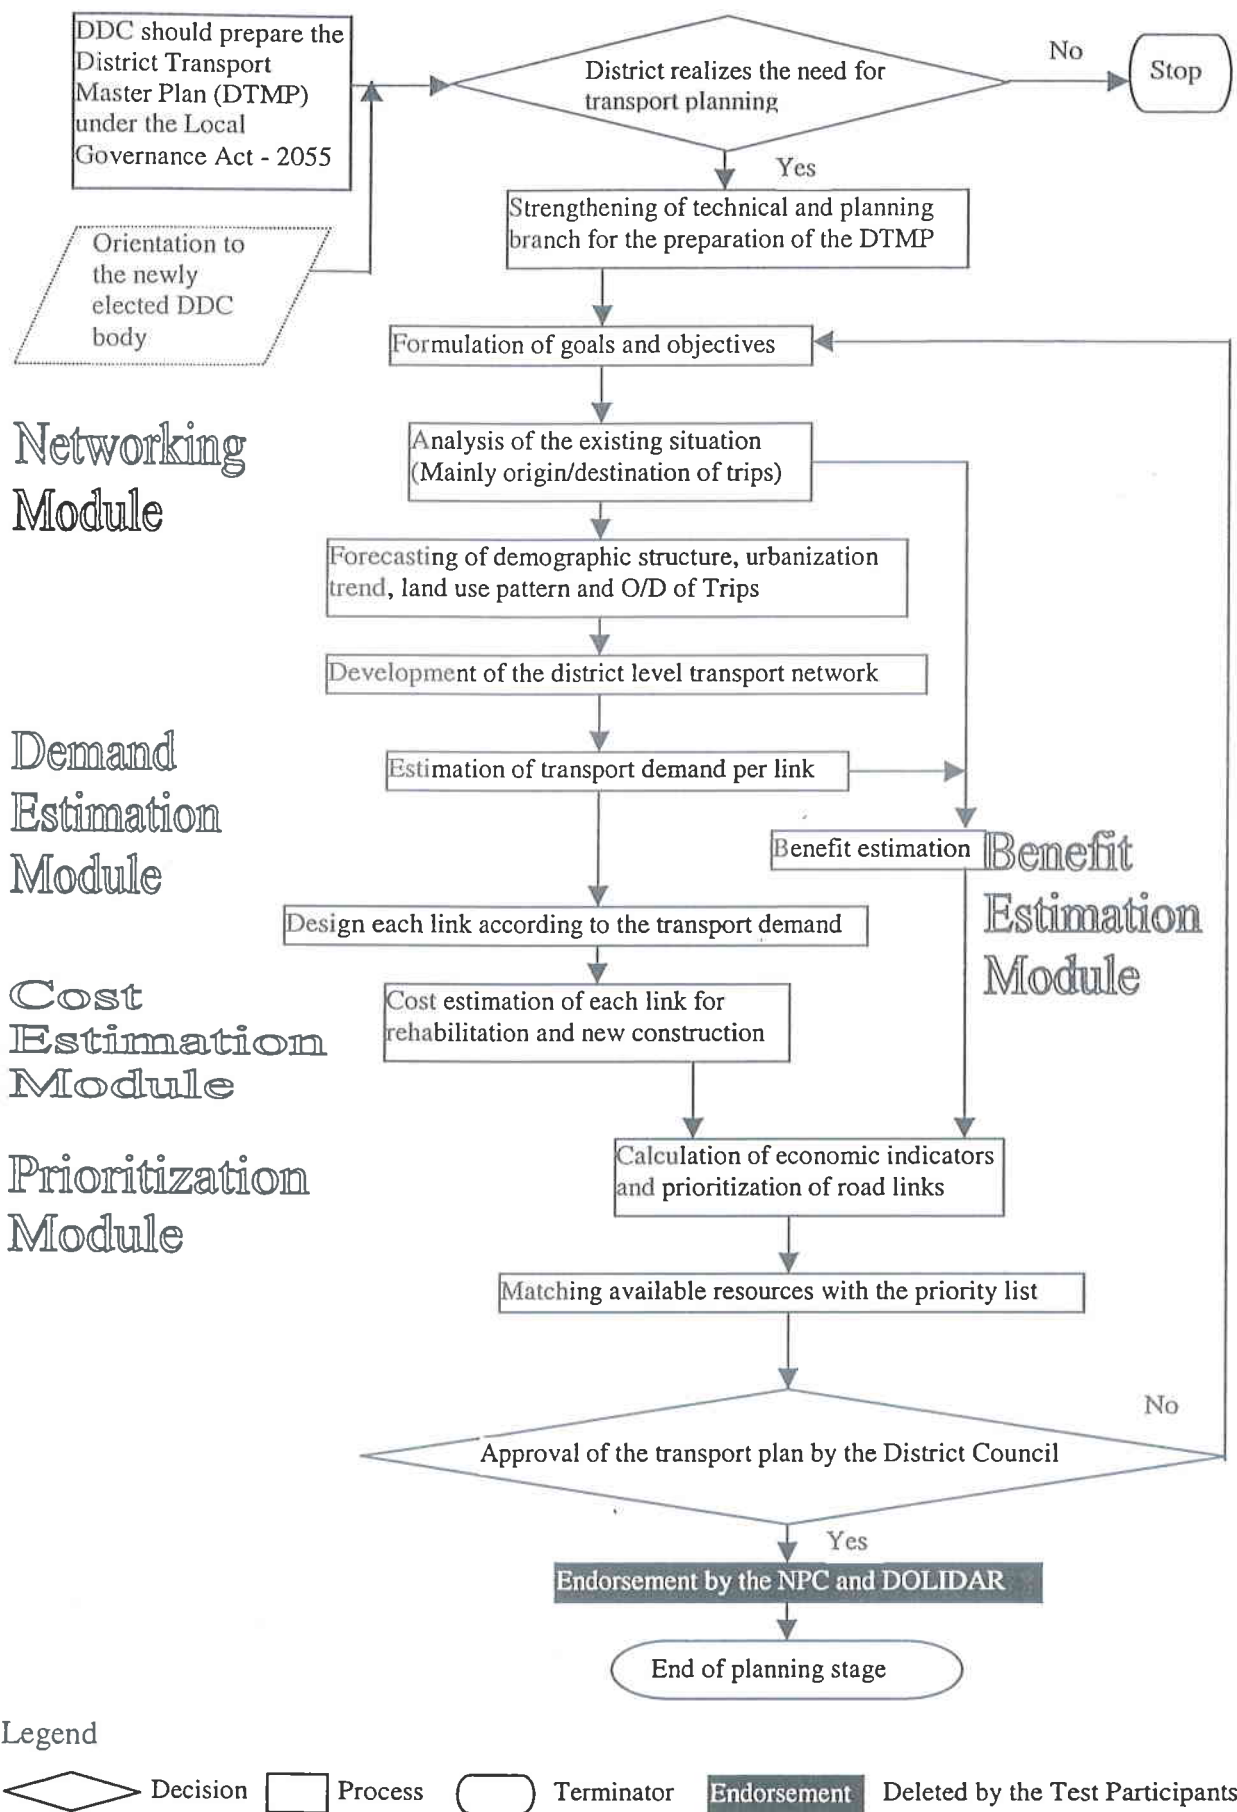 DDC should prepare the
District Transport
Master Plan (DTMP)
under the Local
Governance Act - 2055
District realizes the need for
transport planning
No
Stop
Yes
Orientation to
the newly
elected DDC
body
Strengthening of technical and planning
branch for the preparation of the DTMP
Formulation of goals and objectives
Networking
Module
Analysis of the existing situation
(Mainly origin/destination of trips)
Forecasting of demographic structure, urbanization
trend, land use pattern and O/D of Trips
Development of the district level transport network
Demand
Estimation
Module
Estimation of transport demand per link
Benefit estimation
Benefit
Estimation
Module
Design each link according to the transport demand
Cost
Estimation
Module
Cost estimation of each link for
rehabilitation and new construction
Prioritization
Module
Calculation of economic indicators
and prioritization of road links
Matching available resources with the priority list
No
Approval of the transport plan by the District Council
Yes
Endorsement by the NPC and DOLIDAR
End of planning stage
Legend
Decision
Process
Terminator
Endorsement
Deleted by the Test Participants